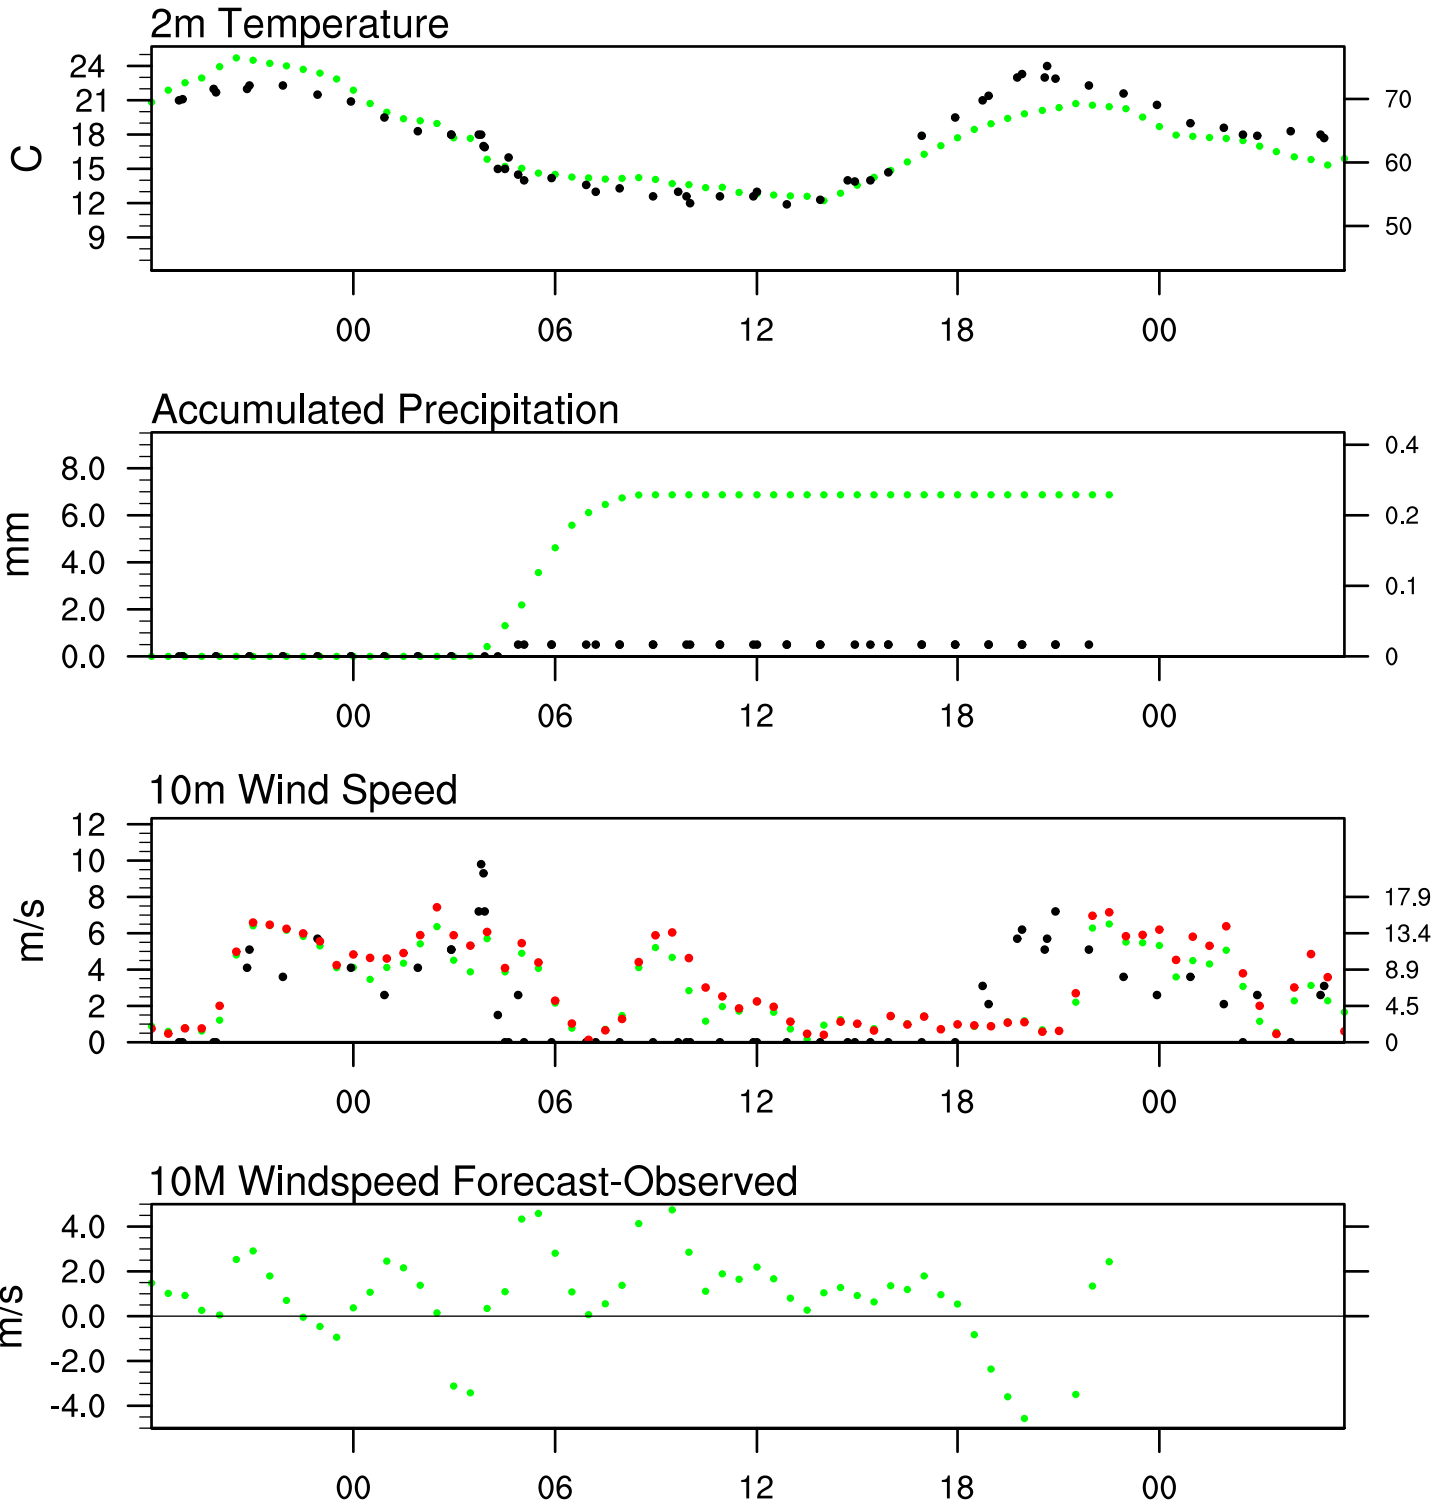 2m Temperature
24
21
18
15
12
9
C
70
60
50
00 06 12 18 00
Accumulated Precipitation
8.0
6.0
4.0
2.0
0.0
mm
0.4
0.2
0.1
0
00 06 12 18 00
10m Wind Speed
12
10
8
6
4
2
0
m/s
17.9
13.4
8.9
4.5
0
00 06 12 18 00
10M Windspeed Forecast-Observed
4.0
2.0
0.0
-2.0
-4.0
m/s
00 06 12 18 00